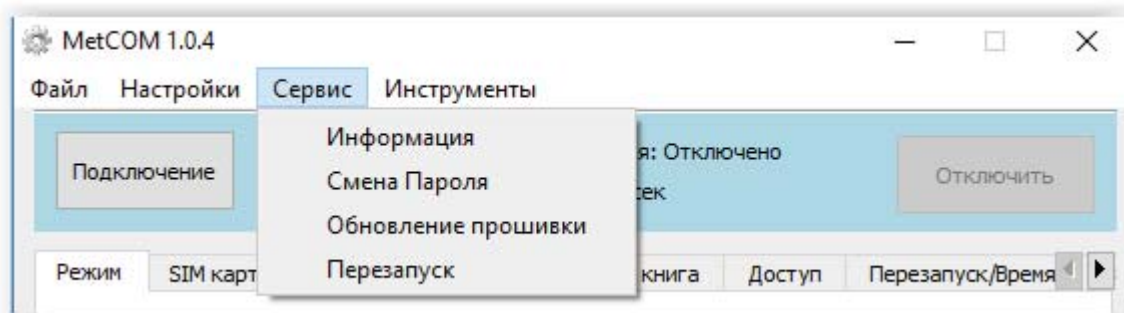 MetCOM 1.0.4
Файл Настройки Сервис Инструменты
Информация
Подключение я: Отключено Отключить
Смена Пароля
сек
Обновление прошивки
Режим SIM карт Перезапуск книга Доступ Перезапуск/Время